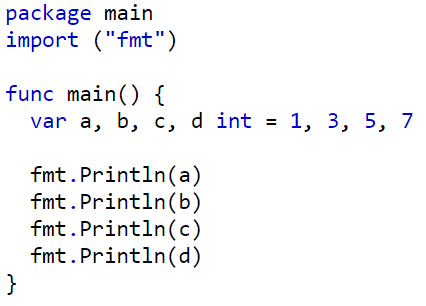 package main
import ("fmt")

func main() {
  var a, b, c, d int = 1, 3, 5, 7

  fmt.Println(a)
  fmt.Println(b)
  fmt.Println(c)
  fmt.Println(d)
}